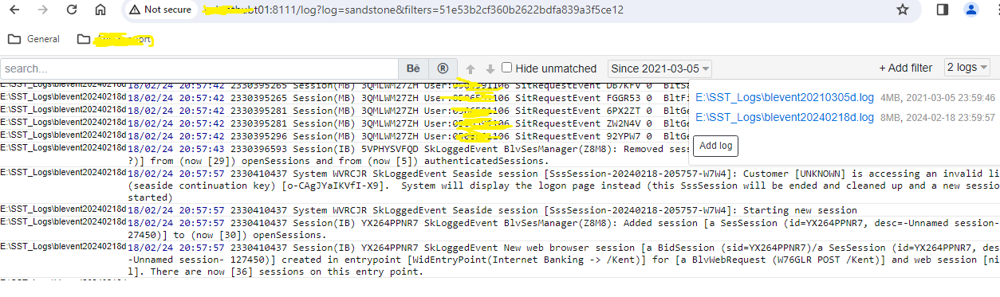 Not secure
t01:8111/log?log=sandstone&filters=51e53b2cf360b2622bdfa839a3f5ce12
General
search...
Bē
®
Hide unmatched
Since 2021-03-05
+ Add filter
2 logs
E:\SST_Logs\blevent20240218d 18/02/24 20:57:42 2330395265 Session(MB) 3QMLWM27ZH User: 1106 SitRequestEvent DB7KFV 0
E:\SST_Logs\blevent20240218d 18/02/24 20:57:42 2330395265 Session(MB) 3QMLWM27ZH User: 106 SitRequestEvent FGGR53 0 BltFi
E:\SST_Logs\blevent20240218d 18/02/24 20:57:42 2330395281 Session(MB) 3QMLWM27ZH User: 1106 SitRequestEvent 6PX2ZT 0 BltGe
E:\SST_Logs\blevent20240218d 18/02/24 20:57:42 2330395281 Session(MB) 3QMLWM27ZH User: 106 SitRequestEvent ZW2N4V 0 BltGe
E:\SST_Logs\blevent20240218d 18/02/24 20:57:42 2330395296 Session(MB) 3QMLWM27ZH User: 1106 SitRequestEvent 92YPW7 0 BltGe
E:\SST_Logs\blevent20240218d 18/02/24 20:57:43 2330396593 Session(IB) 5VPHYSVFQD SkLoggedEvent BlvSesManager(Z8M8): Removed sess
?)] from (now [29]) openSessions and from (now [5]) authenticatedSessions.
E:\SST_Logs\blevent20240218d 18/02/24 20:57:57 2330410437 System WVRCJR SkLoggedEvent Seaside session [SssSession-20240218-205757-W7W4]: Customer [UNKNOWN] is accessing an invalid li
(seaside continuation key) [o-CAgJYaIKVfI-X9]. System will display the logon page instead (this SssSession will be ended and cleaned up and a new sessio
started)
E:\SST_Logs\blevent20240218d 18/02/24 20:57:57 2330410437 System WVRCJR SkLoggedEvent Seaside session [SssSession-20240218-205757-W7W4]: Starting new session
E:\SST_Logs\blevent20240218d 18/02/24 20:57:57 2330410437 Session(IB) YX264PPNR7 SkLoggedEvent BlvSesManager(Z8M8): Added session [a SesSession (id=YX264PPNR7, desc=-Unnamed session-
27450)] to (now [30]) openSessions.
E:\SST_Logs\blevent20240218d 18/02/24 20:57:57 2330410437 Session(IB) YX264PPNR7 SkLoggedEvent New web browser session [a BidSession (sid=YX264PPNR7)/a SesSession (id=YX264PPNR7, des
-Unnamed session- 127450)] created in entrypoint [WidEntryPoint(Internet Banking -> /Kent)] for [a BlvWebRequest (W76GLR POST /Kent)] and web session [ni
l]. There are now [36] sessions on this entry point.
E:\SST_Logs\blevent20210305d.log 4MB, 2021-03-05 23:59:46
E:\SST_Logs\blevent20240218d.log 8MB, 2024-02-18 23:59:57
Add log